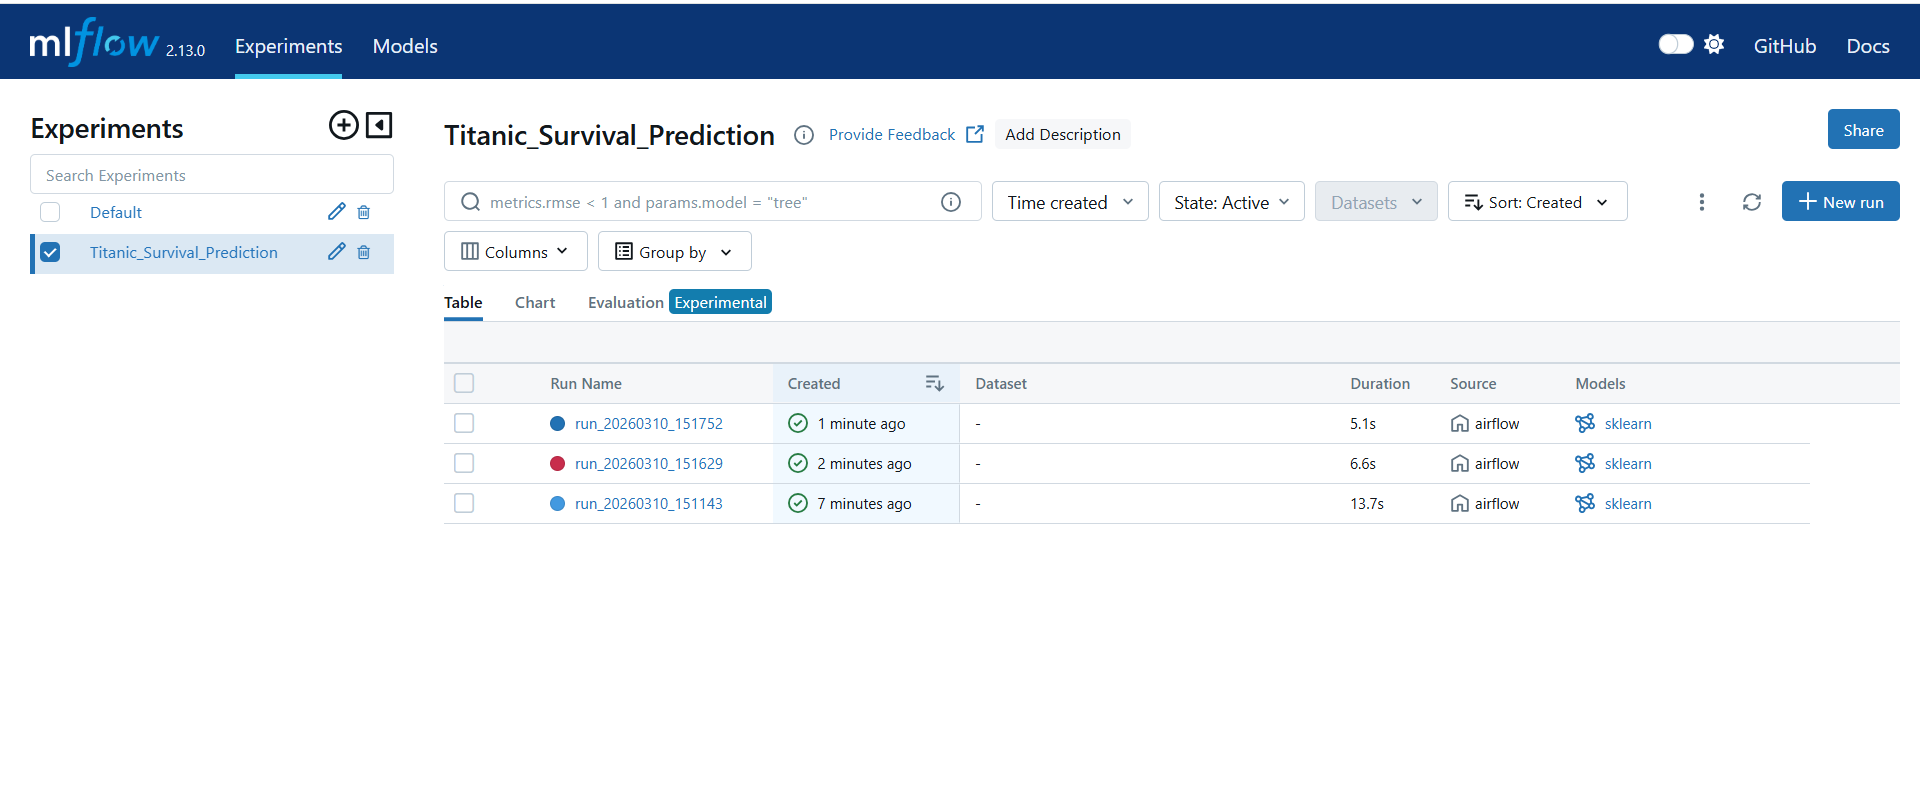 mlflow 2.13.0 Experiments Models GitHub Docs
Experiments
Search Experiments
Default
Titanic_Survival_Prediction
Titanic_Survival_Prediction Provide Feedback Add Description Share
metrics.rmse < 1 and params.model = "tree" Time created State: Active Datasets Sort: Created New run
Columns Group by
Table Chart Evaluation Experimental
Run Name Created Dataset Duration Source Models
run_20260310_151752 1 minute ago - 5.1s airflow sklearn
run_20260310_151629 2 minutes ago - 6.6s airflow sklearn
run_20260310_151143 7 minutes ago - 13.7s airflow sklearn